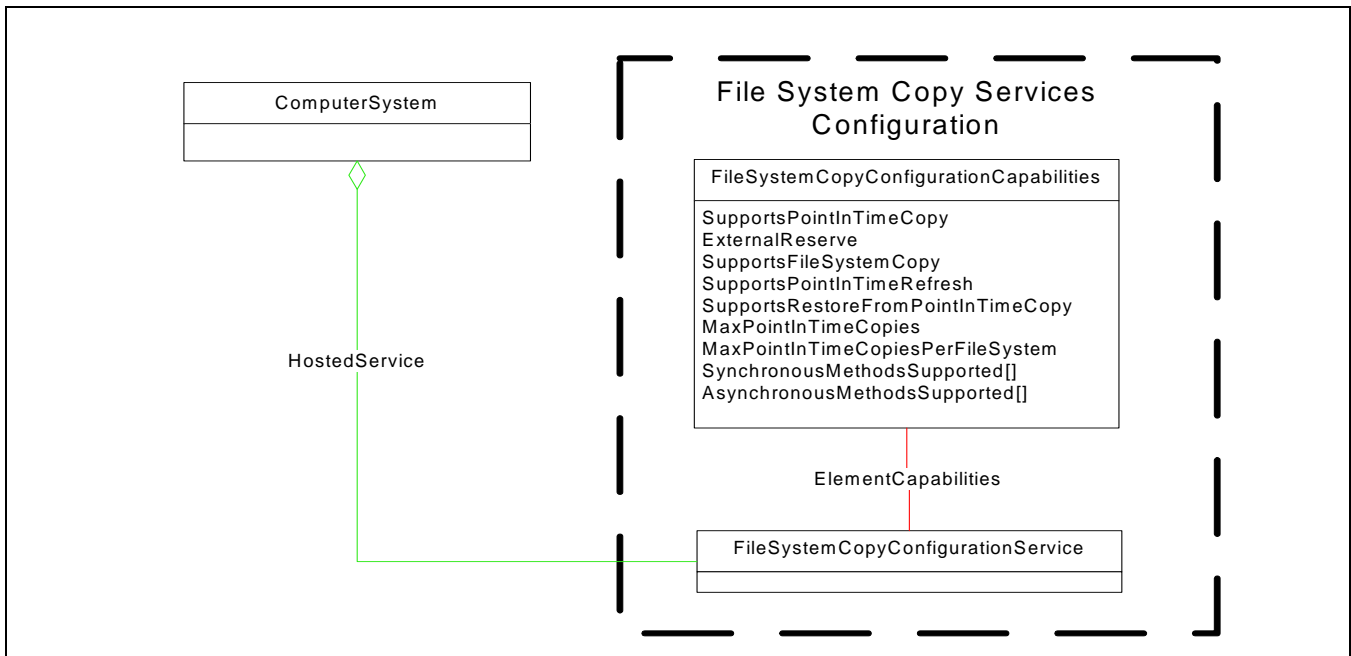 ComputerSystem
File System Copy Services
Configuration
FileSystemCopyConfigurationCapabilities
SupportsPointInTimeCopy
ExternalReserve
SupportsFileSystemCopy
SupportsPointInTimeRefresh
SupportsRestoreFromPointInTimeCopy
MaxPointInTimeCopies
MaxPointInTimeCopiesPerFileSystem
SynchronousMethodsSupported[]
AsynchronousMethodsSupported[]
HostedService
ElementCapabilities
FileSystemCopyConfigurationService